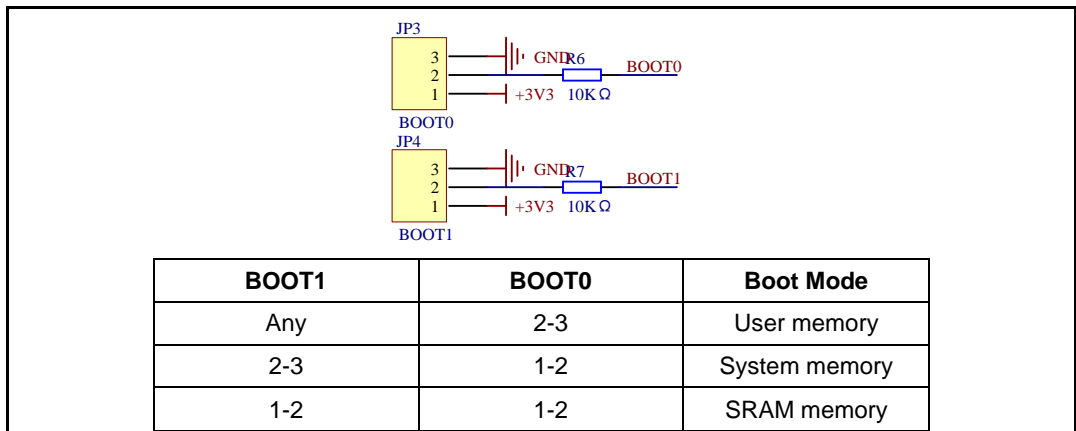 JP3
3 GND R6 BOOT0
2
1 +3V3 10KΩ
BOOT0
JP4
3 GND R7 BOOT1
2
1 +3V3 10KΩ
BOOT1
BOOT1 BOOT0 Boot Mode
Any 2-3 User memory
2-3 1-2 System memory
1-2 1-2 SRAM memory